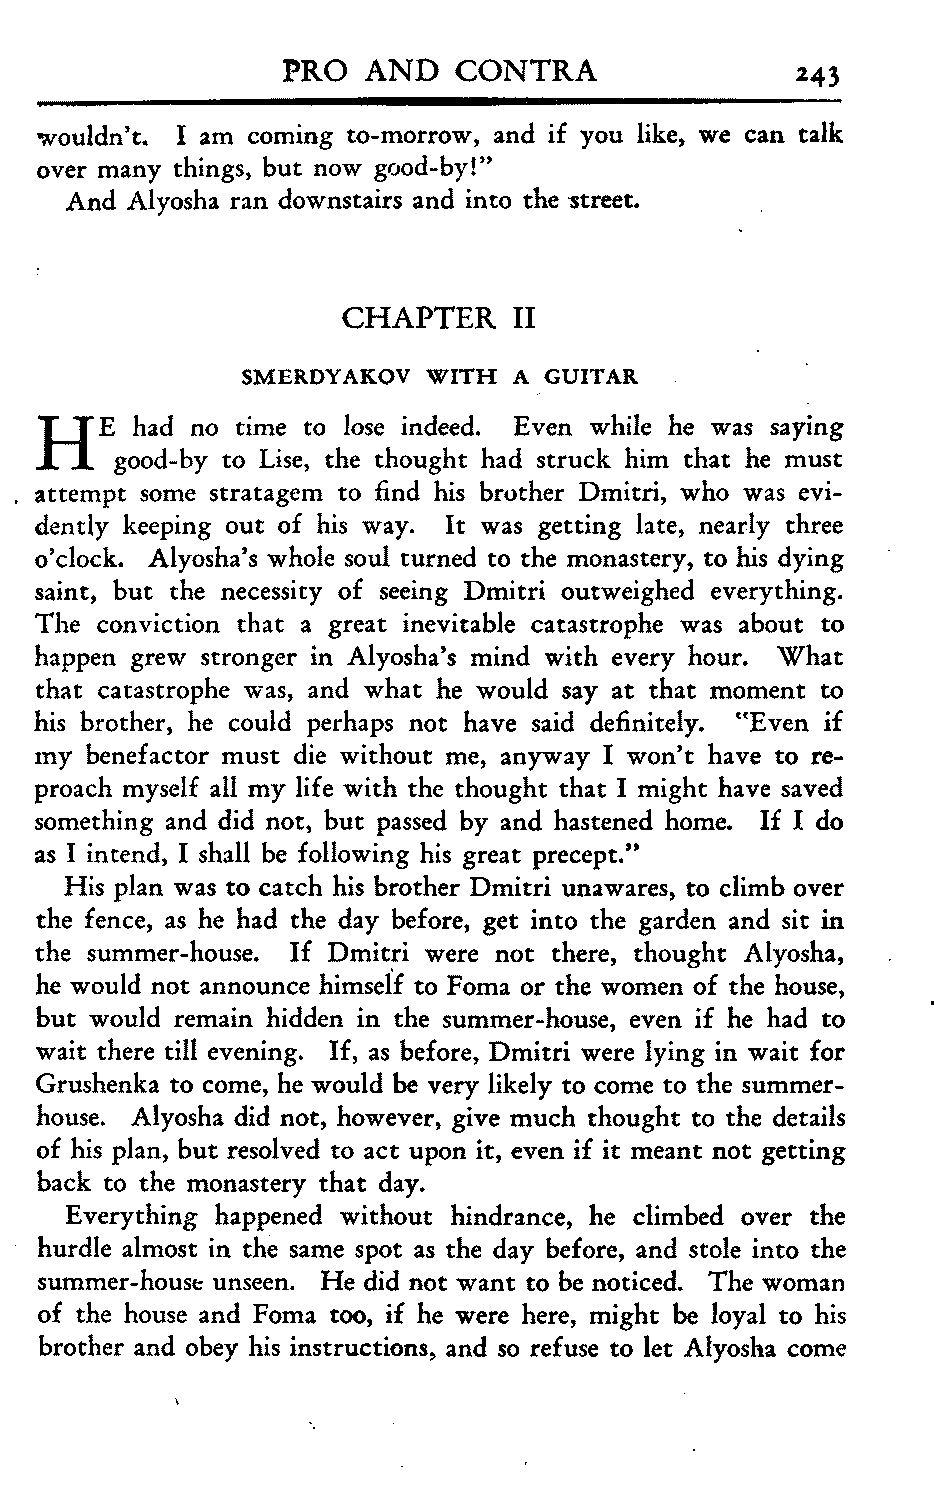 PRO AND CONTRA 243
wouldn't. I am coming to-morrow, and if you like, we can talk
over many things, but now good-by!"
And Alyosha ran downstairs and into the street.
CHAPTER II
SMERDYAKOV WITH A GUITAR
HE had no time to lose indeed. Even while he was saying
good-by to Lise, the thought had struck him that he must
attempt some stratagem to find his brother Dmitri, who was evi-
dently keeping out of his way. It was getting late, nearly three
o'clock. Alyosha's whole soul turned to the monastery, to his dying
saint, but the necessity of seeing Dmitri outweighed everything.
The conviction that a great inevitable catastrophe was about to
happen grew stronger in Alyosha's mind with every hour. What
that catastrophe was, and what he would say at that moment to
his brother, he could perhaps not have said definitely. "Even if
my benefactor must die without me, anyway I won't have to re-
proach myself all my life with the thought that I might have saved
something and did not, but passed by and hastened home. If I do
as I intend, I shall be following his great precept."
His plan was to catch his brother Dmitri unawares, to climb over
the fence, as he had the day before, get into the garden and sit in
the summer-house. If Dmitri were not there, thought Alyosha,
he would not announce himself to Foma or the women of the house,
but would remain hidden in the summer-house, even if he had to
wait there till evening. If, as before, Dmitri were lying in wait for
Grushenka to come, he would be very likely to come to the summer-
house. Alyosha did not, however, give much thought to the details
of his plan, but resolved to act upon it, even if it meant not getting
back to the monastery that day.
Everything happened without hindrance, he climbed over the
hurdle almost in the same spot as the day before, and stole into the
summer-house unseen. He did not want to be noticed. The woman
of the house and Foma too, if he were here, might be loyal to his
brother and obey his instructions, and so refuse to let Alyosha come